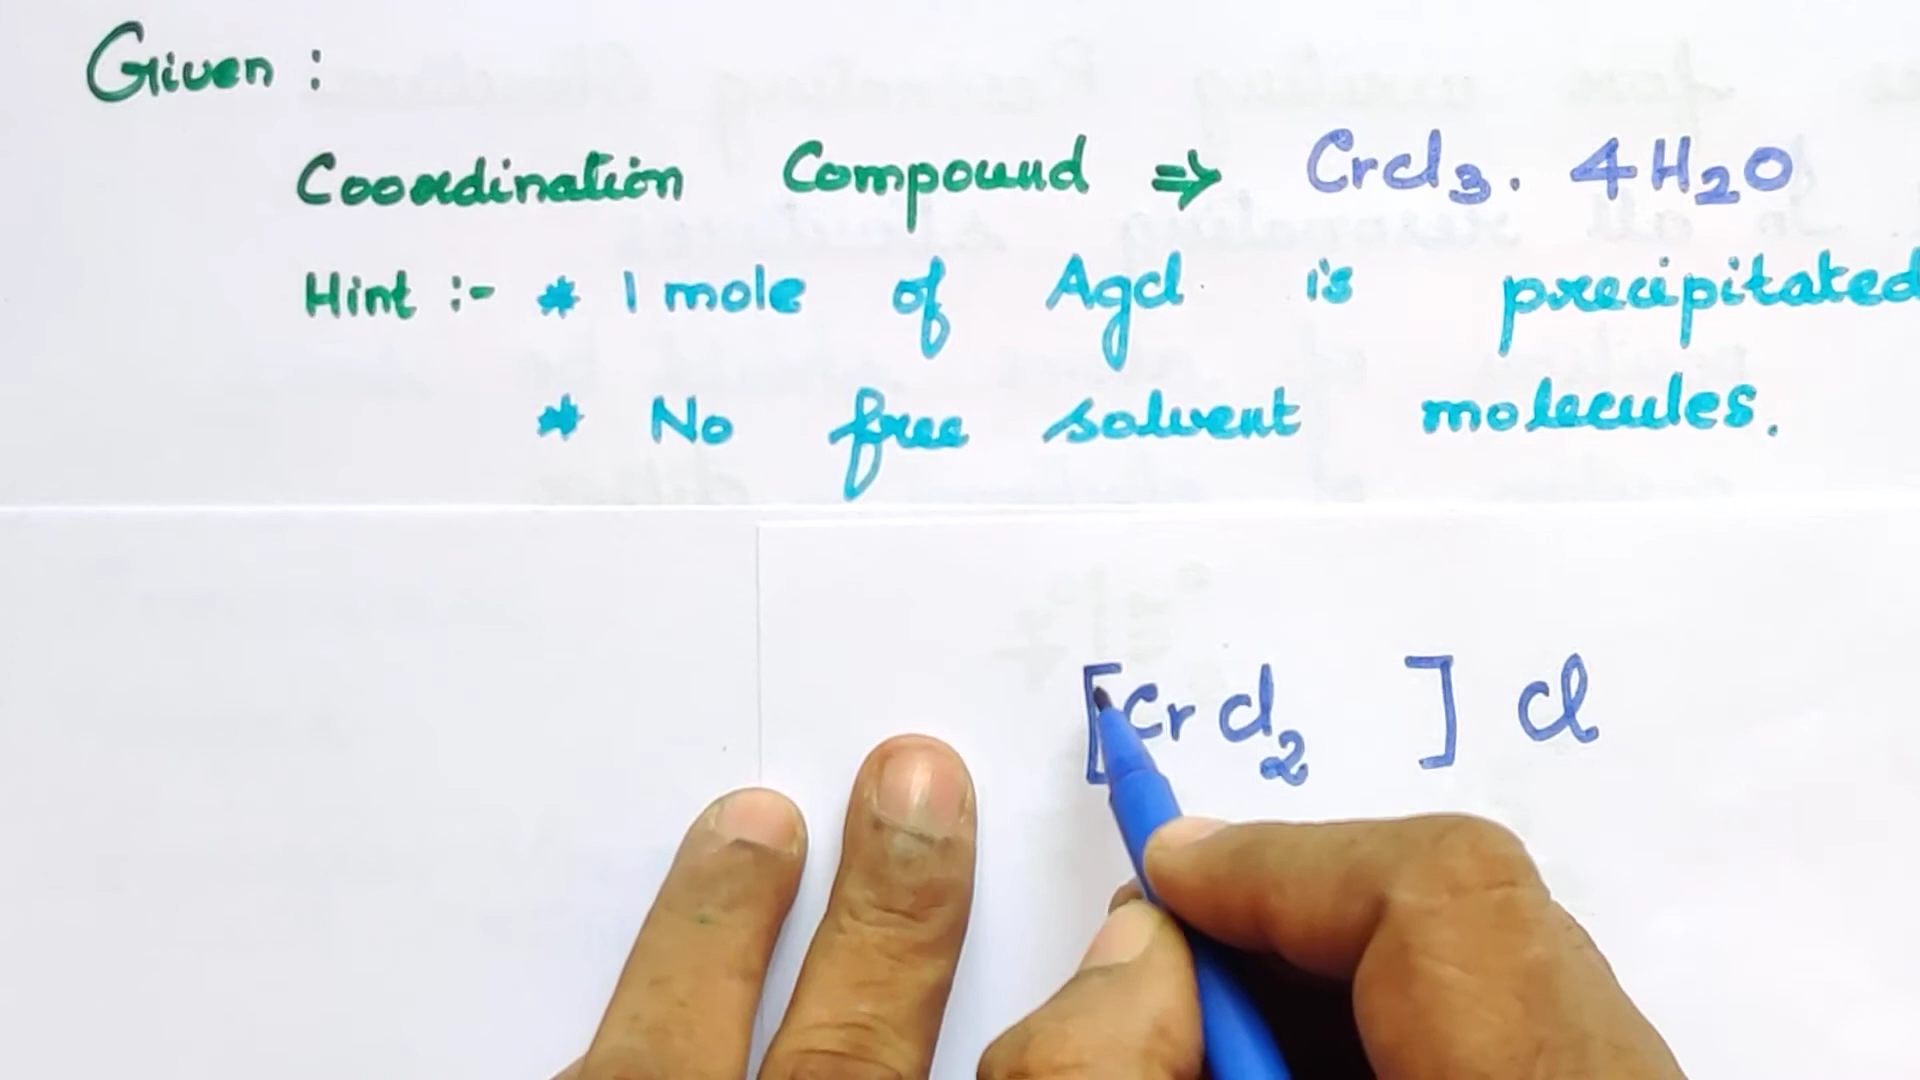 Given :
Coordination Compound ⇒ CrCl₃. 4H₂O
Hint :- * 1 mole of AgCl is precipitated
* No free solvent molecules.
[CrCl₂ ] Cl